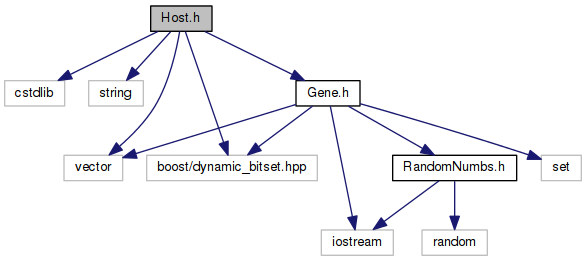 Host.h
cstdlib
string
Gene.h
vector
boost/dynamic_bitset.hpp
RandomNumbs.h
set
iostream
random